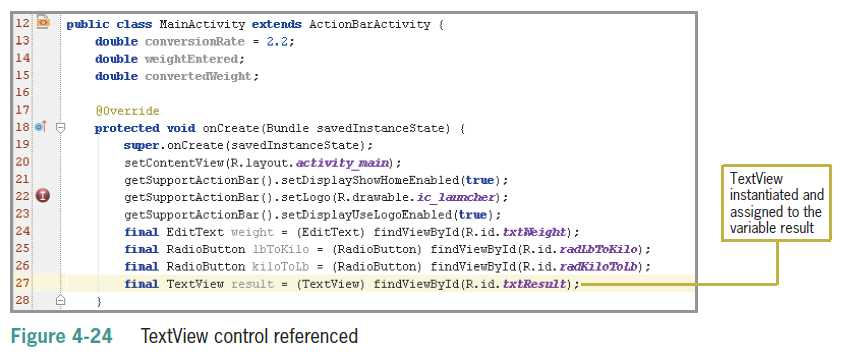 12 public class MainActivity extends ActionBarActivity {
13 double conversionRate = 2.2;
14 double weightEntered;
15 double convertedWeight;
16
17 @Override
18 protected void onCreate(Bundle savedInstanceState) {
19 super.onCreate(savedInstanceState);
20 setContentView(R.layout.activity_main);
21 getSupportActionBar().setDisplayShowHomeEnabled(true);
22 getSupportActionBar().setLogo(R.drawable.ic_launcher);
23 getSupportActionBar().setDisplayUseLogoEnabled(true);
24 final EditText weight = (EditText) findViewById(R.id.txtWeight);
25 final RadioButton lbToKilo = (RadioButton) findViewById(R.id.radLbToKilo);
26 final RadioButton kiloToLb = (RadioButton) findViewById(R.id.radKiloToLb);
27 final TextView result = (TextView) findViewById(R.id.txtResult);
28 }
TextView
instantiated and
assigned to the
variable result
Figure 4-24 TextView control referenced